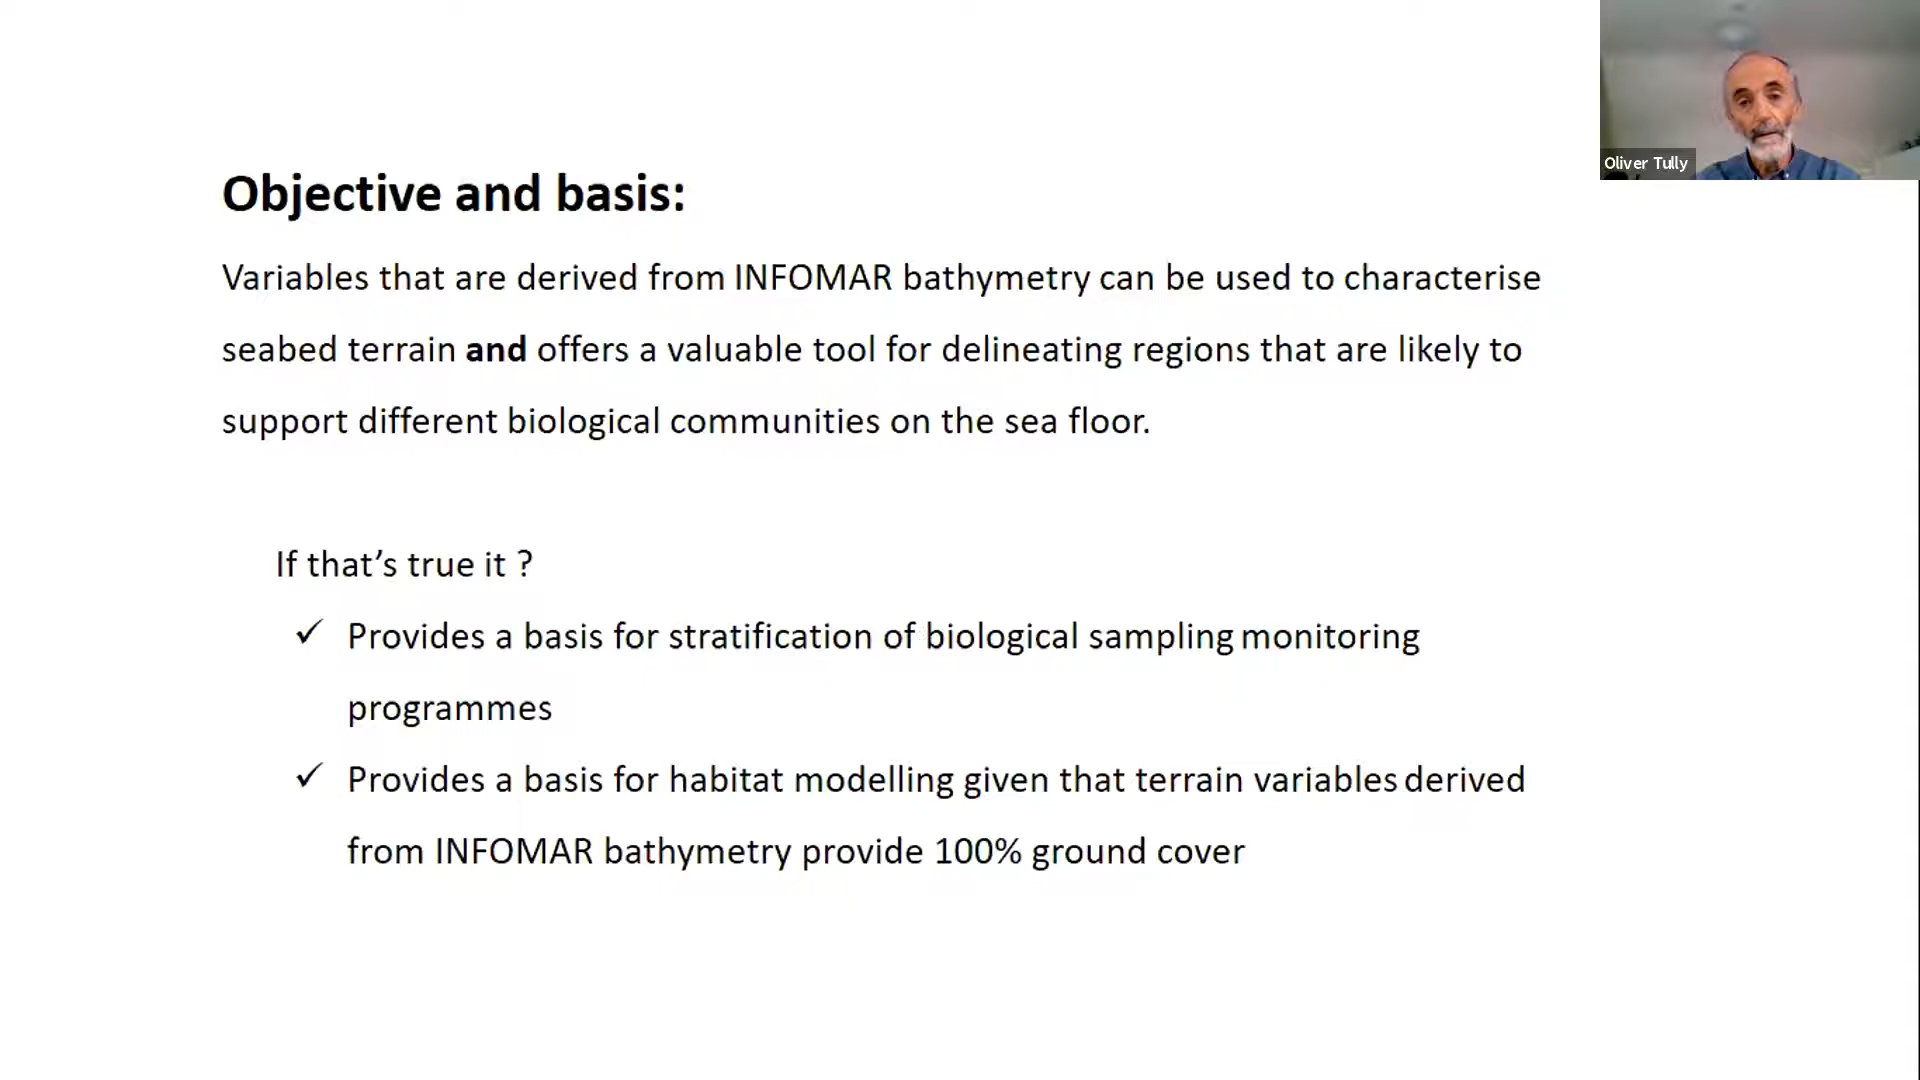 Oliver Tully
Objective and basis:
Variables that are derived from INFOMAR bathymetry can be used to characterise
seabed terrain and offers a valuable tool for delineating regions that are likely to
support different biological communities on the sea floor.
If that’s true it ?
✓ Provides a basis for stratification of biological sampling monitoring
programmes
✓ Provides a basis for habitat modelling given that terrain variables derived
from INFOMAR bathymetry provide 100% ground cover